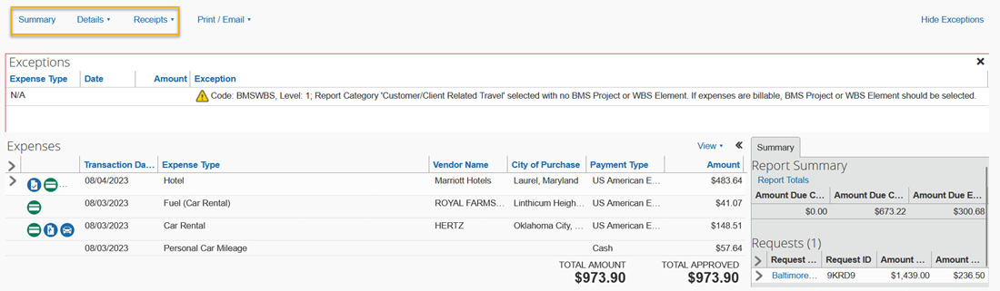 Summary Details Receipts Print / Email Hide Exceptions
Exceptions
Expense Type Date Amount Exception
N/A Code: BMSWBS, Level: 1; Report Category 'Customer/Client Related Travel' selected with no BMS Project or WBS Element. If expenses are billable, BMS Project or WBS Element should be selected.
Expenses View
Transaction Da... Expense Type Vendor Name City of Purchase Payment Type Amount
08/04/2023 Hotel Marriott Hotels Laurel, Maryland US American E... $483.64
08/03/2023 Fuel (Car Rental) ROYAL FARMS... Linthicum Heigh... US American E... $41.07
08/03/2023 Car Rental HERTZ Oklahoma City, ... US American E... $148.51
08/03/2023 Personal Car Mileage Cash $57.64
TOTAL AMOUNT TOTAL APPROVED
$973.90 $973.90
Summary
Report Summary
Report Totals
Amount Due C... Amount Due C... Amount Due E...
$0.00 $673.22 $300.68
Requests (1)
Request ... Request ID Amount ... Amount ...
Baltimore... 9KRD9 $1,439.00 $236.50